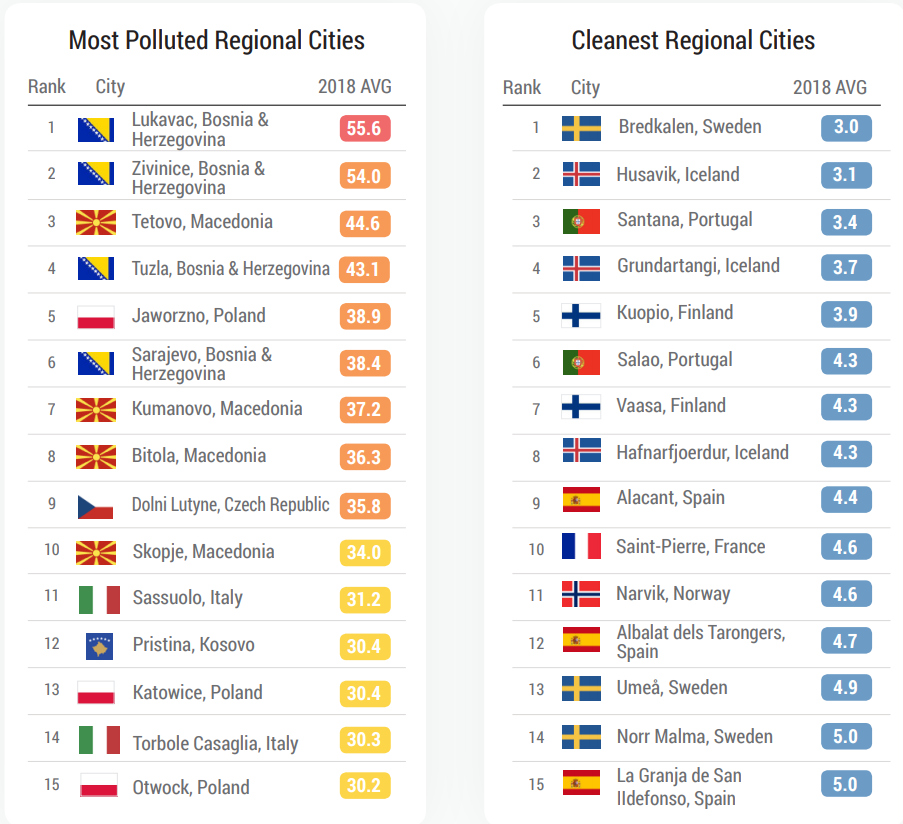 Most Polluted Regional Cities
Rank City 2018 AVG
1 Lukavac, Bosnia &
Herzegovina 55.6
2 Zivinice, Bosnia &
Herzegovina 54.0
3 Tetovo, Macedonia 44.6
4 Tuzla, Bosnia & Herzegovina 43.1
5 Jaworzno, Poland 38.9
6 Sarajevo, Bosnia &
Herzegovina 38.4
7 Kumanovo, Macedonia 37.2
8 Bitola, Macedonia 36.3
9 Dolni Lutyne, Czech Republic 35.8
10 Skopje, Macedonia 34.0
11 Sassuolo, Italy 31.2
12 Pristina, Kosovo 30.4
13 Katowice, Poland 30.4
14 Torbole Casaglia, Italy 30.3
15 Otwock, Poland 30.2
Cleanest Regional Cities
Rank City 2018 AVG
1 Bredkalen, Sweden 3.0
2 Husavik, Iceland 3.1
3 Santana, Portugal 3.4
4 Grundartangi, Iceland 3.7
5 Kuopio, Finland 3.9
6 Salao, Portugal 4.3
7 Vaasa, Finland 4.3
8 Hafnarfjoerdur, Iceland 4.3
9 Alacant, Spain 4.4
10 Saint-Pierre, France 4.6
11 Narvik, Norway 4.6
12 Albalat dels Tarongers,
Spain 4.7
13 Umeå, Sweden 4.9
14 Norr Malma, Sweden 5.0
15 La Granja de San
Ildefonso, Spain 5.0